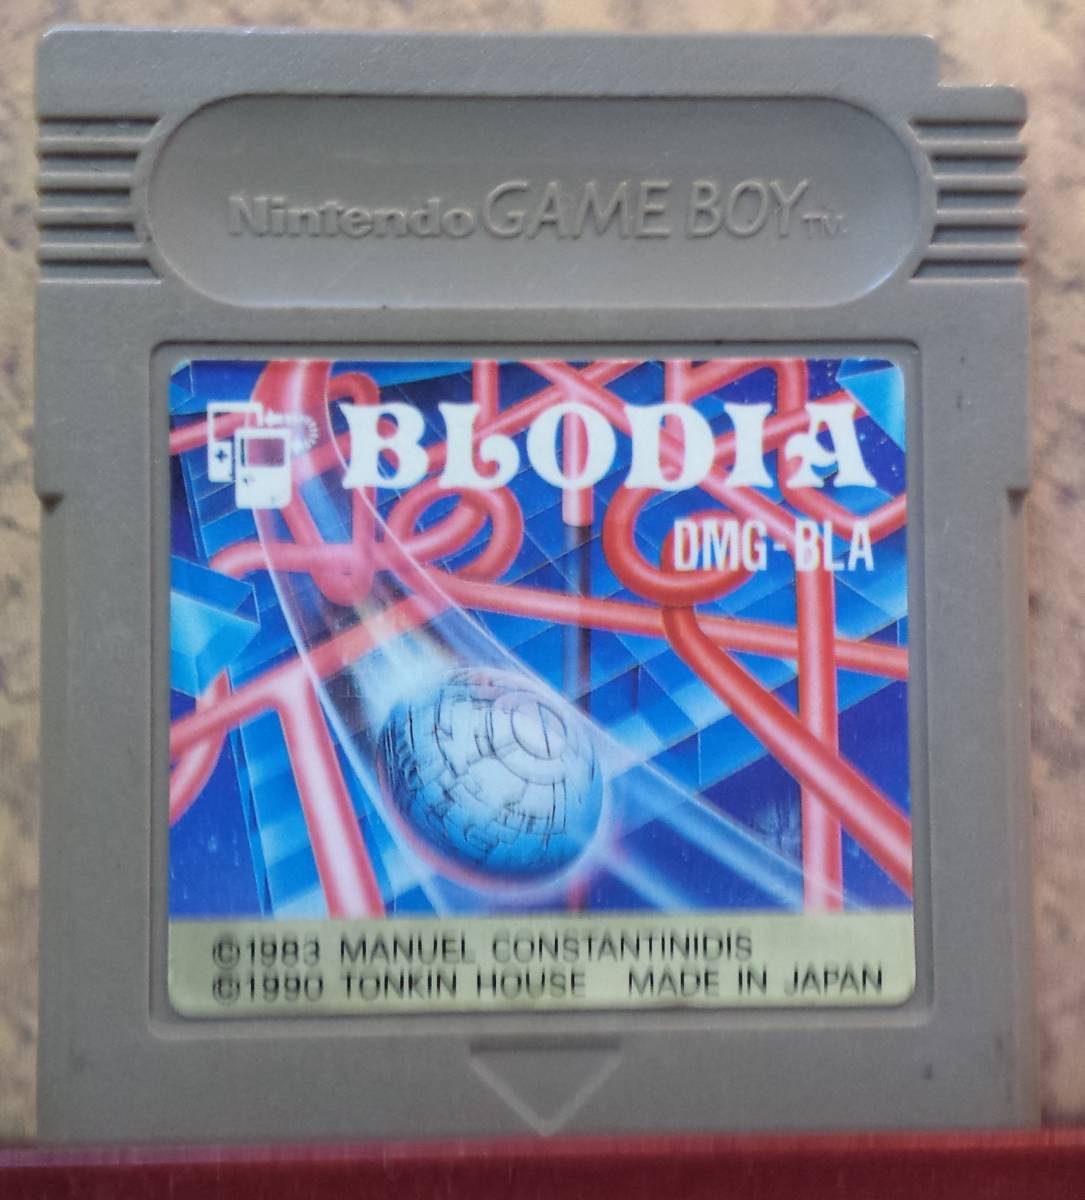 Nintendo GAME BOY TM
BLODIA
DMG-BLA
©1983 MANUEL CONSTANTINIDIS
©1990 TONKIN HOUSE MADE IN JAPAN